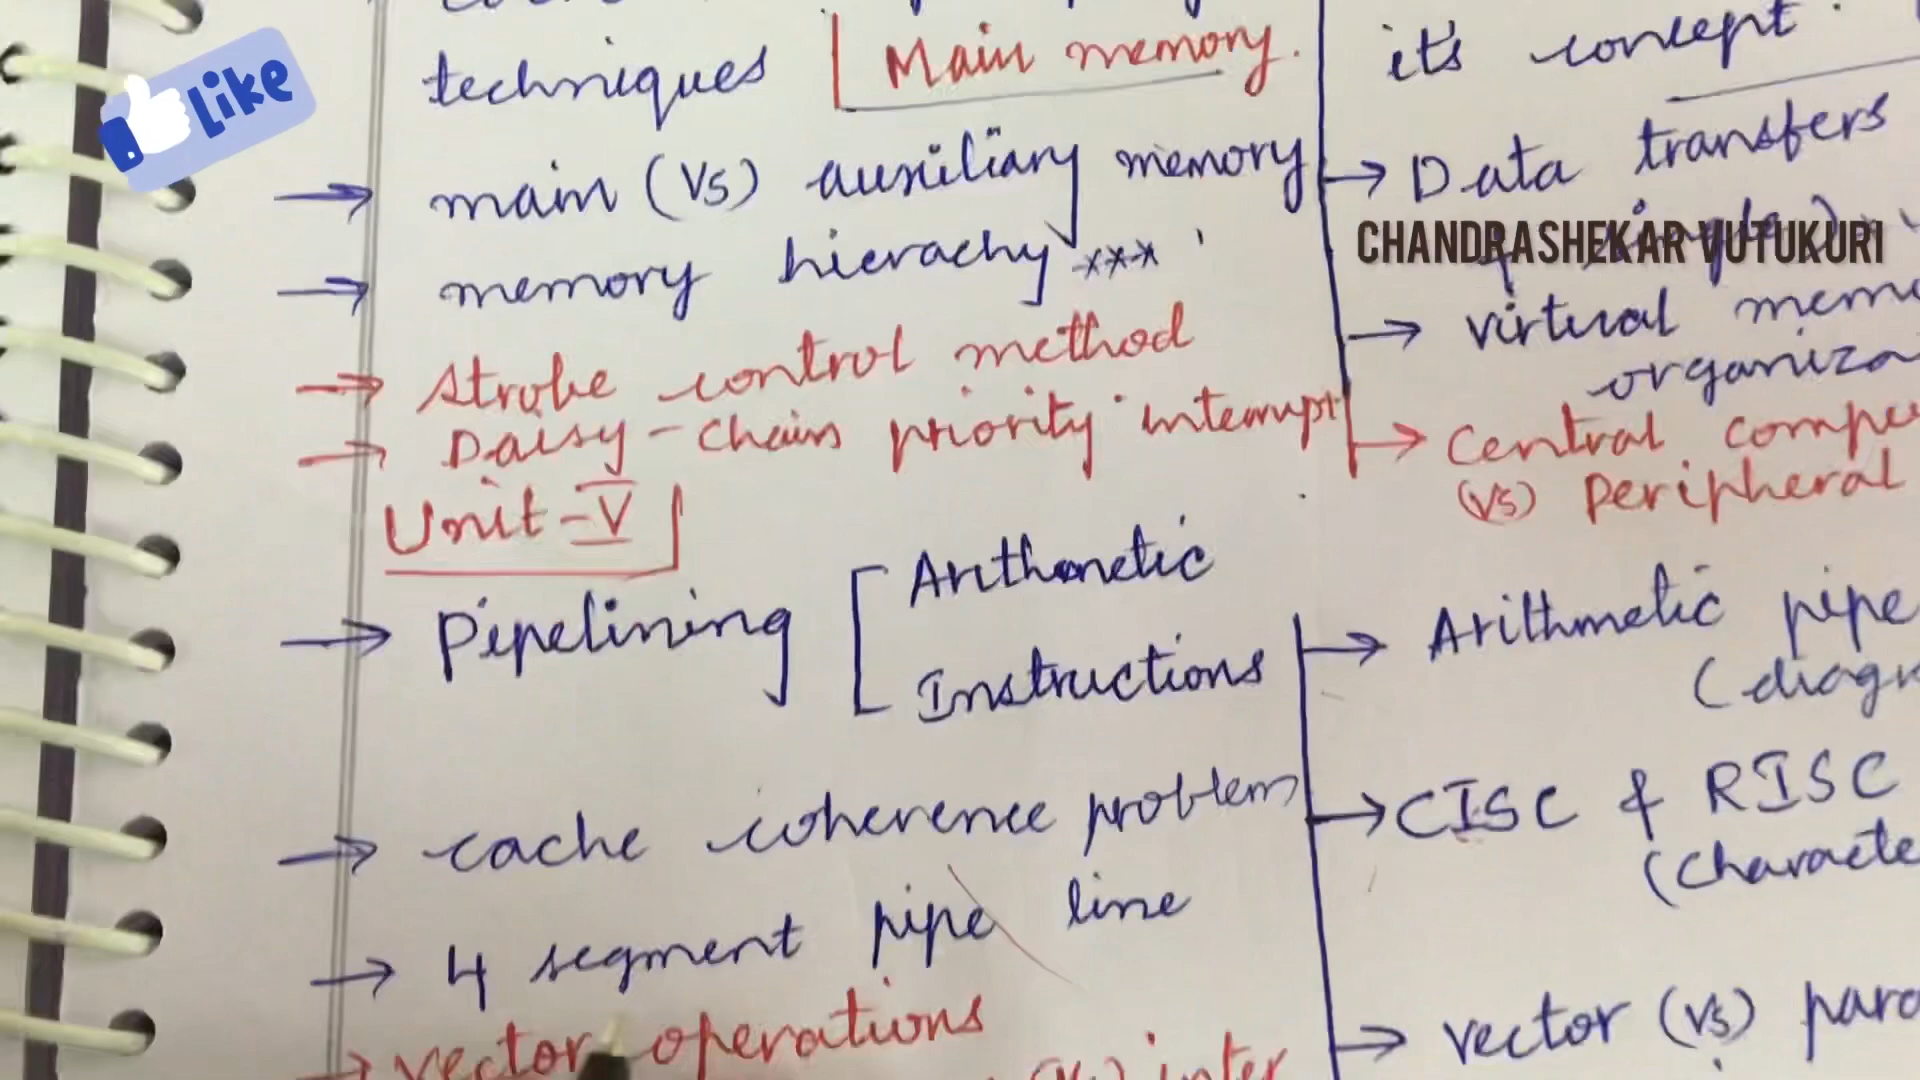 Like
techniques Main memory.
→ main (Vs) auxiliary memory
→ memory hierachy ***
→ Strobe control method
→ Daisy-Chain priority interrupt
Unit-V
→ Pipelining [ Arithmetic
Instructions
→ cache coherence problem
→ 4 segment pipe line
→ vector operations
inter
it's concept.
→ Data transfers
CHANDRASHEKAR VUTUKURI
→ virtual
→ Central
(vs) Peripheral
→ Arithmetic pipe
→ CISC & RISC
→ vector (vs)